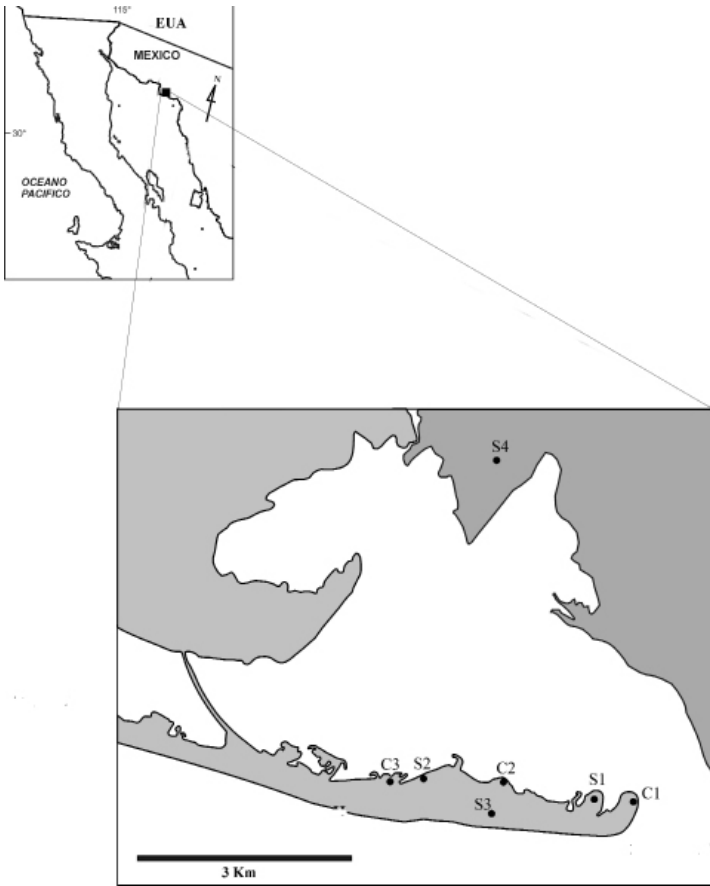 115°
EUA
MEXICO
N
30°
OCEANO
PACIFICO
S4
C3
S2
C2
S1
C1
S3
3 Km